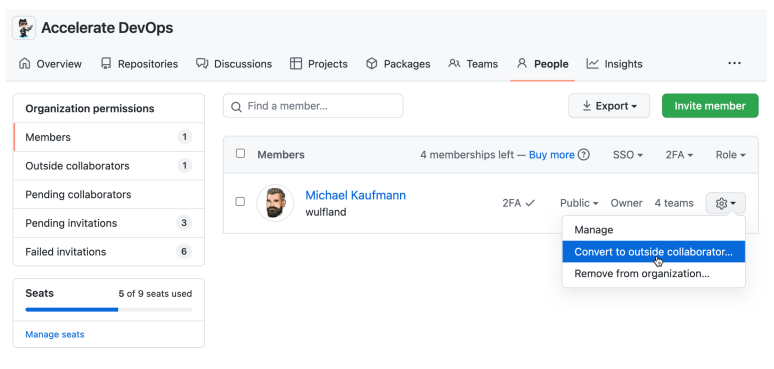 Accelerate DevOps
Overview Repositories Discussions Projects Packages Teams People Insights ...
Organization permissions
Members 1
Outside collaborators 1
Pending collaborators
Pending invitations 3
Failed invitations 6
Seats 5 of 9 seats used
Manage seats
Find a member... Export Invite member
Members 4 memberships left — Buy more ? SSO 2FA Role
Michael Kaufmann
wulfland
2FA ✓ Public Owner 4 teams
Manage
Convert to outside collaborator...
Remove from organization...